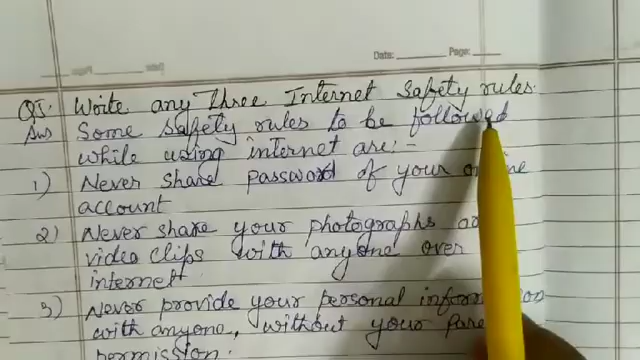 Date: Page:
Q5. Write any Three Internet Safety rules.
Ans Some safety rules to be followed
while using internet are:-
1) Never share password of your
account
2) Never share your photographs
video clips with anyone over
internet.
3) Never provide your personal information
with anyone, without your
permission.